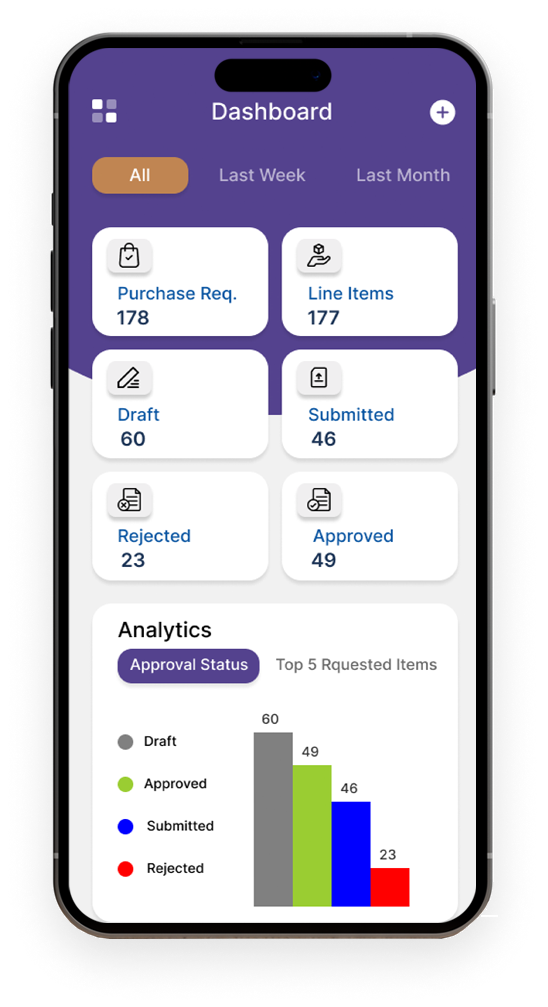 Dashboard
All Last Week Last Month
Purchase Req. Line Items
178 177
Draft Submitted
60 46
Rejected Approved
23 49
Analytics
Approval Status Top 5 Rquested Items
60
Draft
49
Approved
46
Submitted
23
Rejected